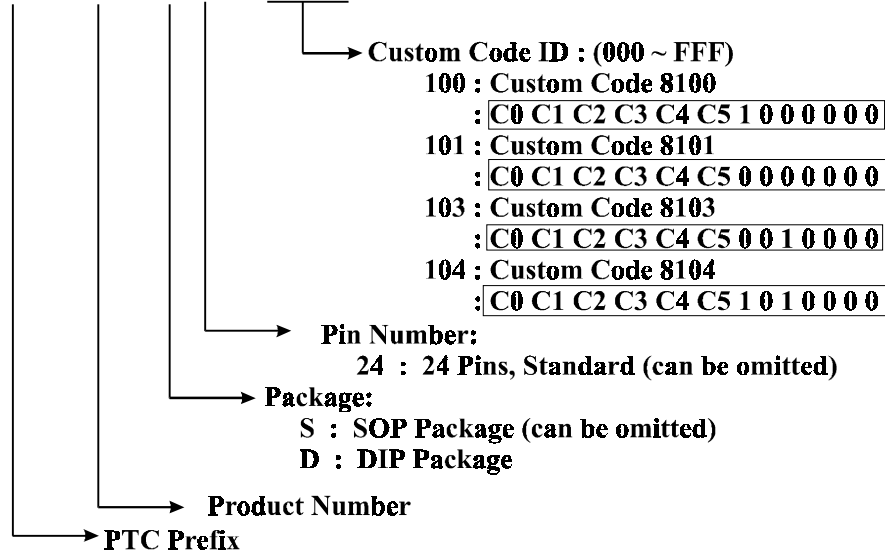 Custom Code ID : (000 ~ FFF)
100 : Custom Code 8100
: C0 C1 C2 C3 C4 C5 1 0 0 0 0 0 0
101 : Custom Code 8101
: C0 C1 C2 C3 C4 C5 0 0 0 0 0 0 0
103 : Custom Code 8103
: C0 C1 C2 C3 C4 C5 0 0 1 0 0 0 0
104 : Custom Code 8104
: C0 C1 C2 C3 C4 C5 1 0 1 0 0 0 0
Pin Number:
24 : 24 Pins, Standard (can be omitted)
Package:
S : SOP Package (can be omitted)
D : DIP Package
Product Number
PTC Prefix